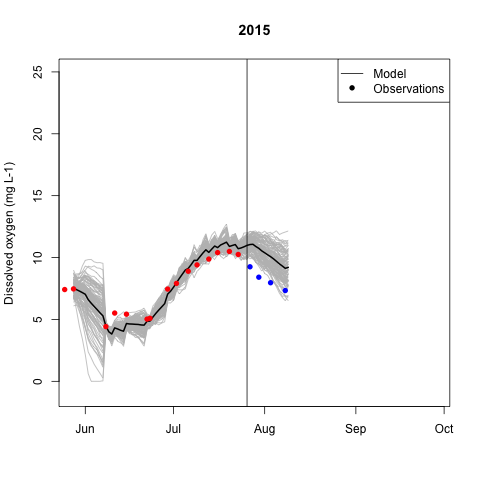 2015
Model
Observations
Dissolved oxygen (mg L-1)
25
20
15
10
5
0
Jun
Jul
Aug
Sep
Oct